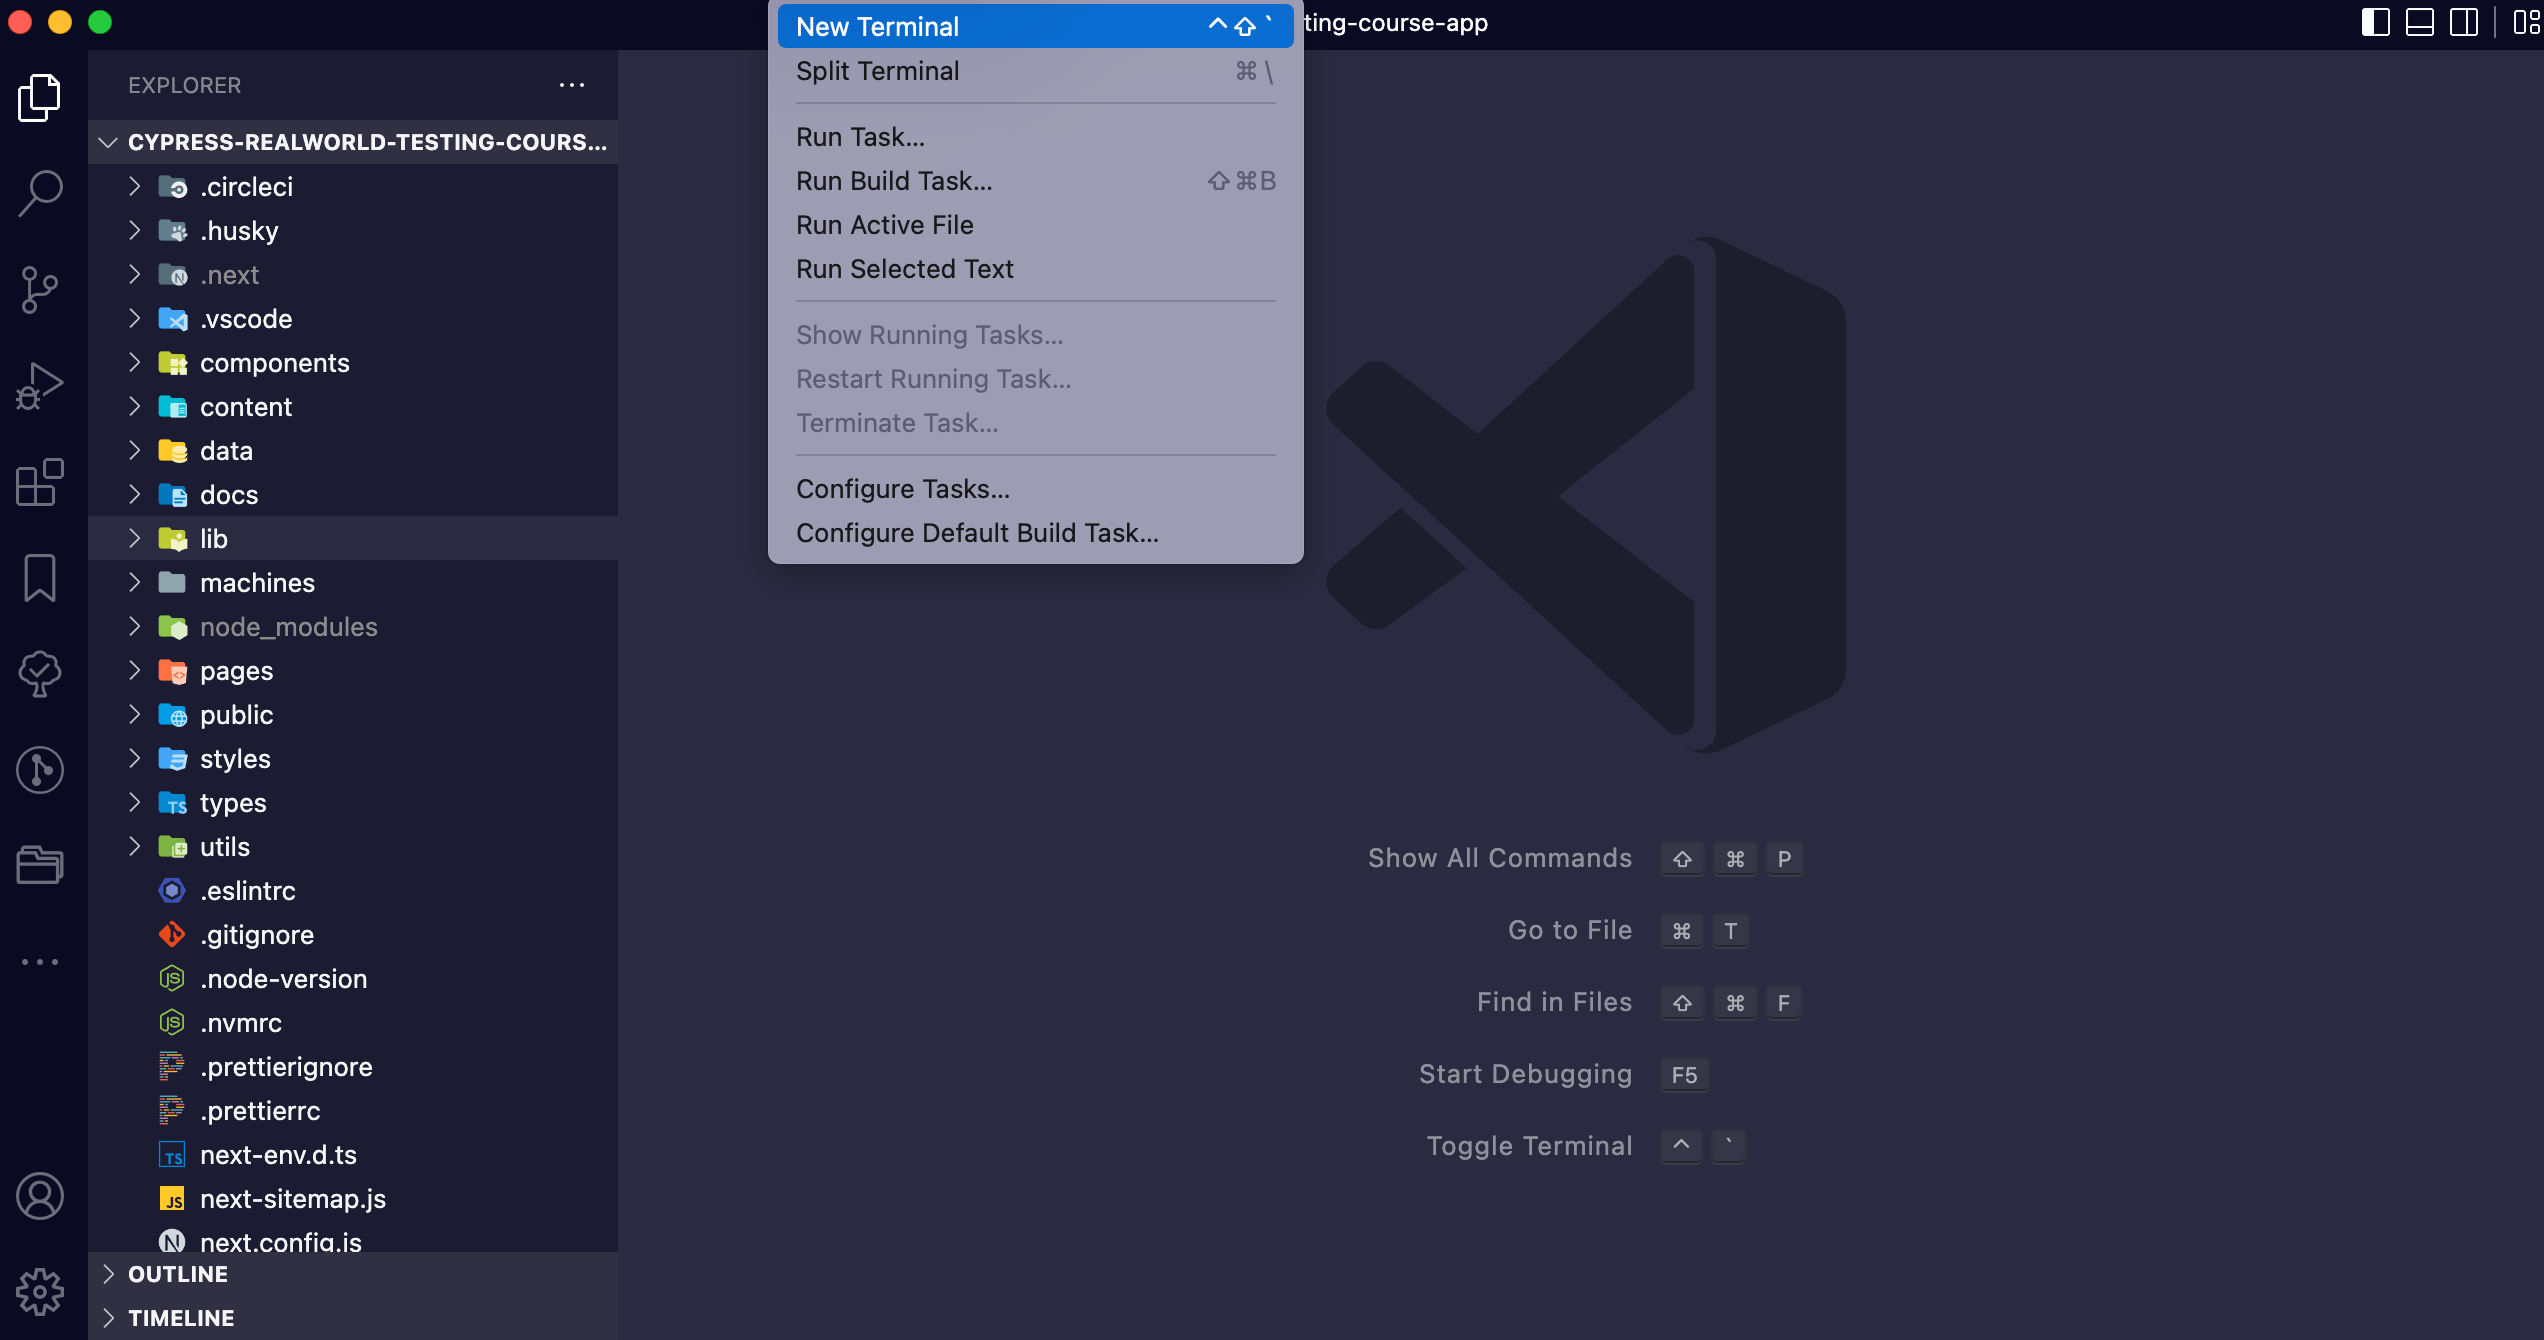 New Terminal ^⇧`
ting-course-app
Split Terminal ⌘\
Run Task...
Run Build Task... ⇧⌘B
Run Active File
Run Selected Text
Show Running Tasks...
Restart Running Task...
Terminate Task...
Configure Tasks...
Configure Default Build Task...
EXPLORER
CYPRESS-REALWORLD-TESTING-COURS...
.circleci
.husky
.next
.vscode
components
content
data
docs
lib
machines
node_modules
pages
public
styles
types
utils
.eslintrc
.gitignore
.node-version
.nvmrc
.prettierignore
.prettierrc
next-env.d.ts
next-sitemap.js
next.config.js
OUTLINE
TIMELINE
Show All Commands ⇧ ⌘ P
Go to File ⌘ T
Find in Files ⇧ ⌘ F
Start Debugging F5
Toggle Terminal ^ `